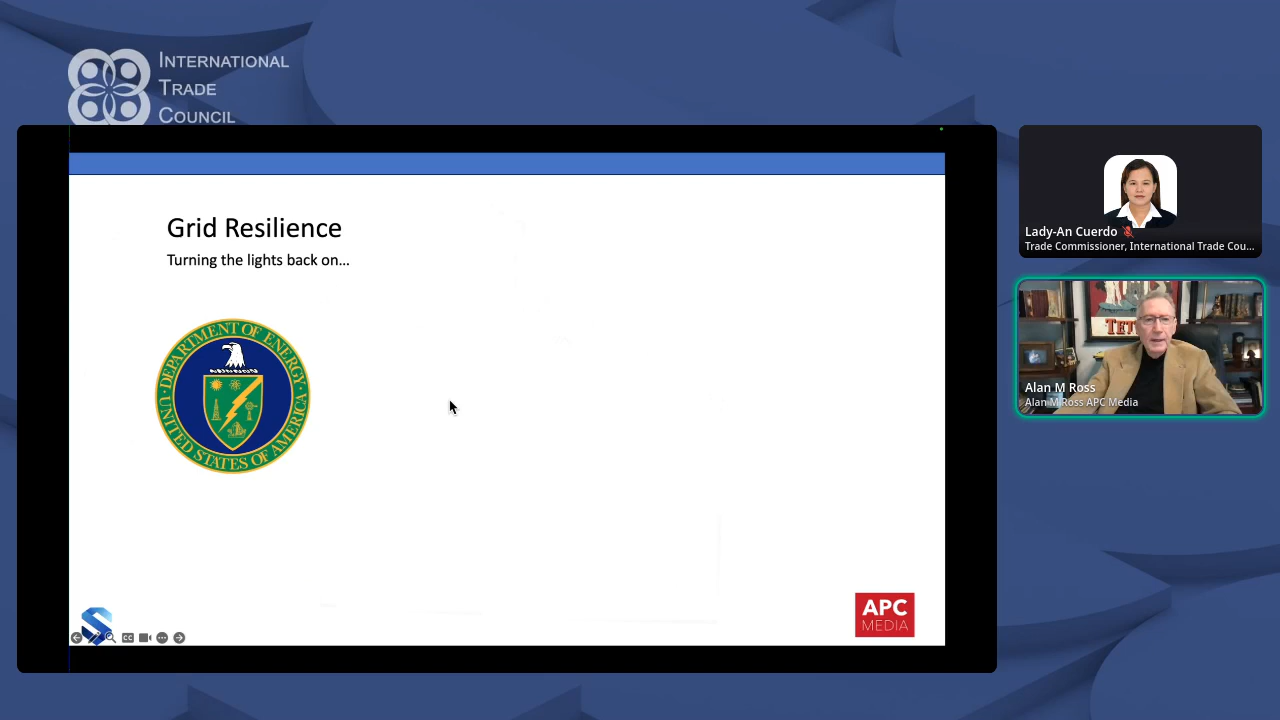 INTERNATIONAL
TRADE
COUNCIL
Grid Resilience
Turning the lights back on...
DEPARTMENT OF ENERGY
UNITED STATES OF AMERICA
APC
MEDIA
CC
Lady-An Cuerdo
Trade Commissioner, International Trade Cou...
Alan M Ross
Alan M Ross APC Media